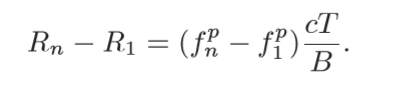 $$R_n - R_1 = (f_n^p - f_1^p)\frac{cT}{B}.$$